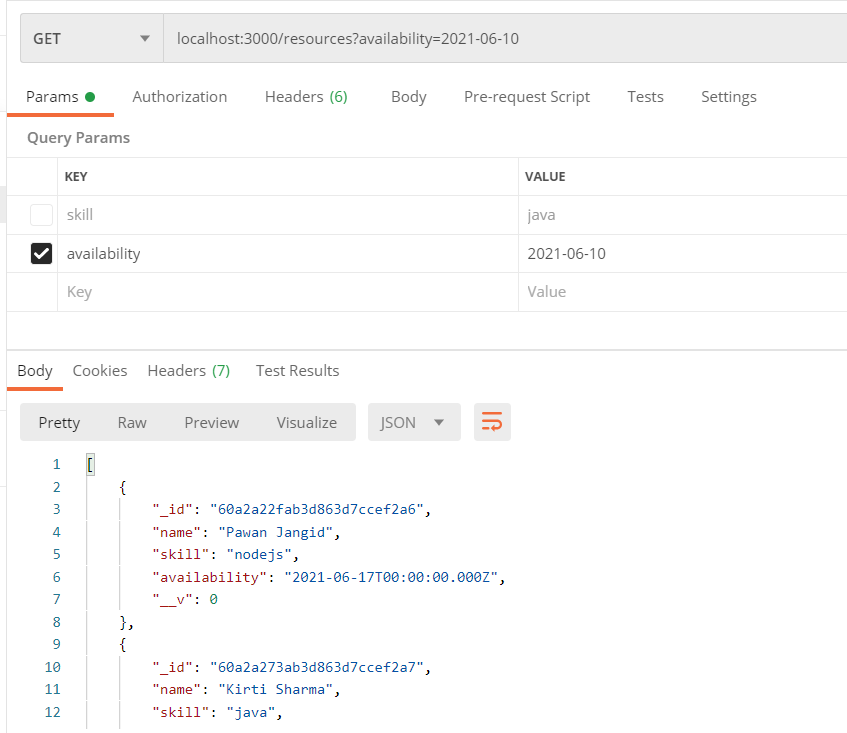 GET localhost:3000/resources?availability=2021-06-10
Params Authorization Headers (6) Body Pre-request Script Tests Settings
Query Params
KEY VALUE
skill java
availability 2021-06-10
Key Value
Body Cookies Headers (7) Test Results
Pretty Raw Preview Visualize JSON
1 [
2 {
3 "_id": "60a2a22fab3d863d7ccef2a6",
4 "name": "Pawan Jangid",
5 "skill": "nodejs",
6 "availability": "2021-06-17T00:00:00.000Z",
7 "__v": 0
8 },
9 {
10 "_id": "60a2a273ab3d863d7ccef2a7",
11 "name": "Kirti Sharma",
12 "skill": "java",